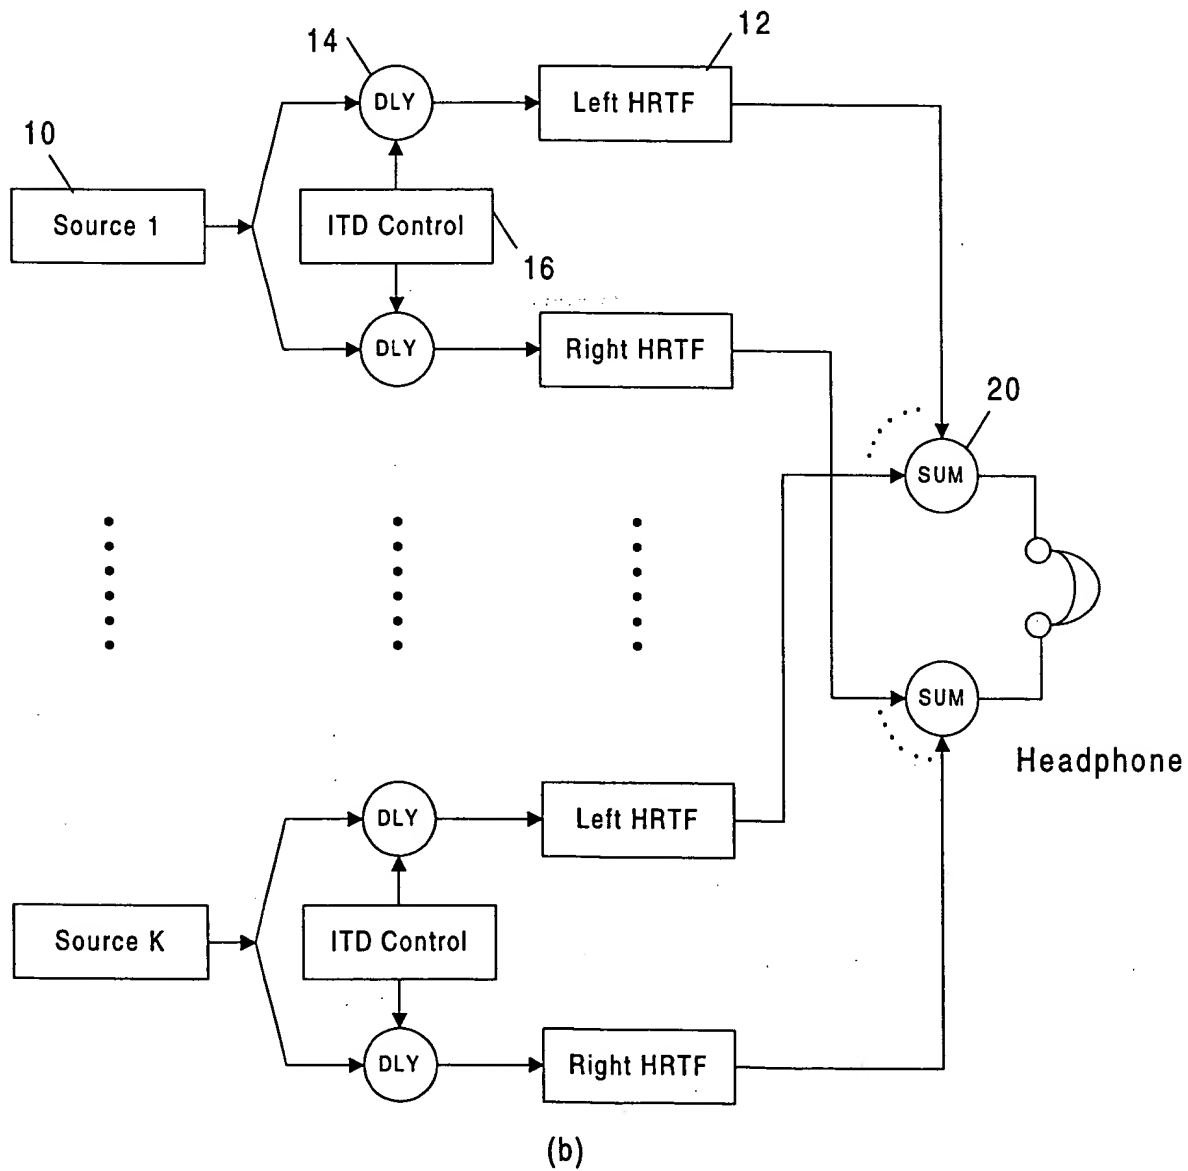 12
14
DLY
Left HRTF
10
Source 1
ITD Control
16
DLY
Right HRTF
20
SUM
SUM
Headphone
DLY
Left HRTF
Source K
ITD Control
DLY
Right HRTF
(b)